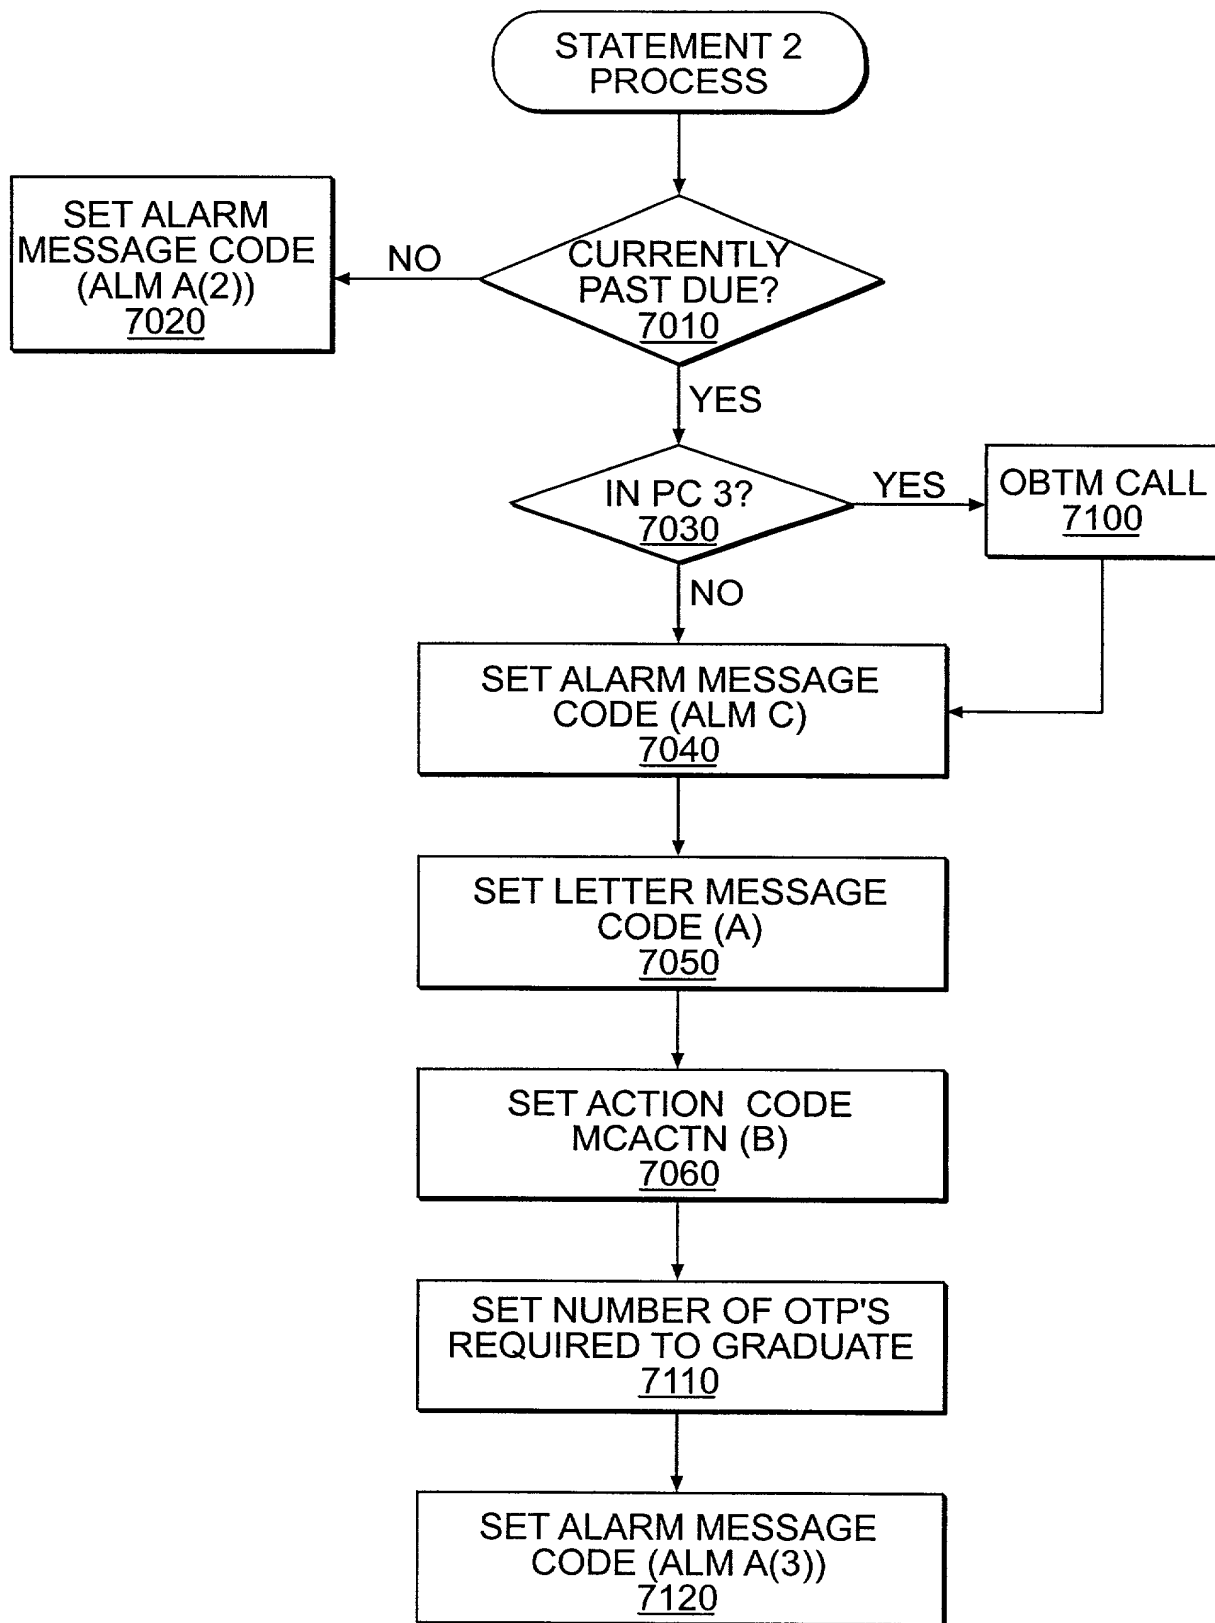 STATEMENT 2
PROCESS
SET ALARM
MESSAGE CODE
(ALM A(2))
7020
NO
CURRENTLY
PAST DUE?
7010
YES
IN PC 3?
7030
YES
OBTM CALL
7100
NO
SET ALARM MESSAGE
CODE (ALM C)
7040
SET LETTER MESSAGE
CODE (A)
7050
SET ACTION CODE
MCACTN (B)
7060
SET NUMBER OF OTP'S
REQUIRED TO GRADUATE
7110
SET ALARM MESSAGE
CODE (ALM A(3))
7120